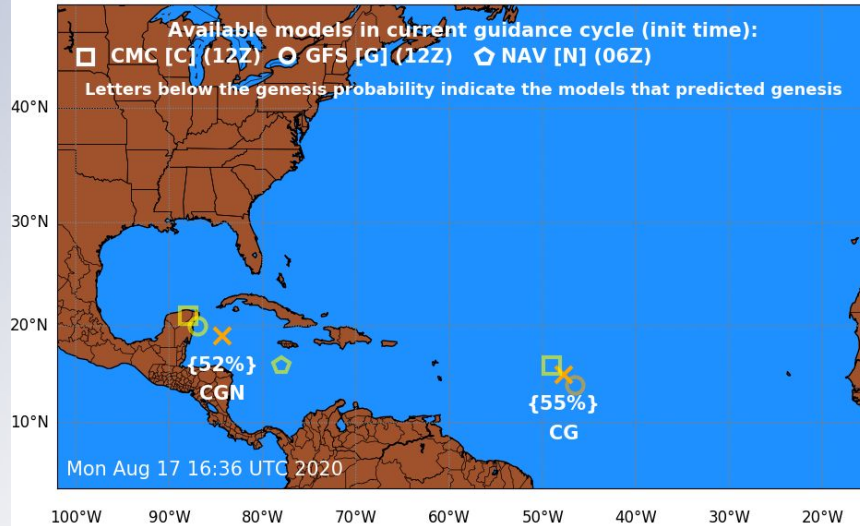 Available models in current guidance cycle (init time):
CMC [C] (12Z) GFS [G] (12Z) NAV [N] (06Z)
Letters below the genesis probability indicate the models that predicted genesis
40°N
30°N
20°N
{52%}
CGN
{55%}
10°N
CG
Mon Aug 17 16:36 UTC 2020
100°W 90°W 80°W 70°W 60°W 50°W 40°W 30°W 20°W